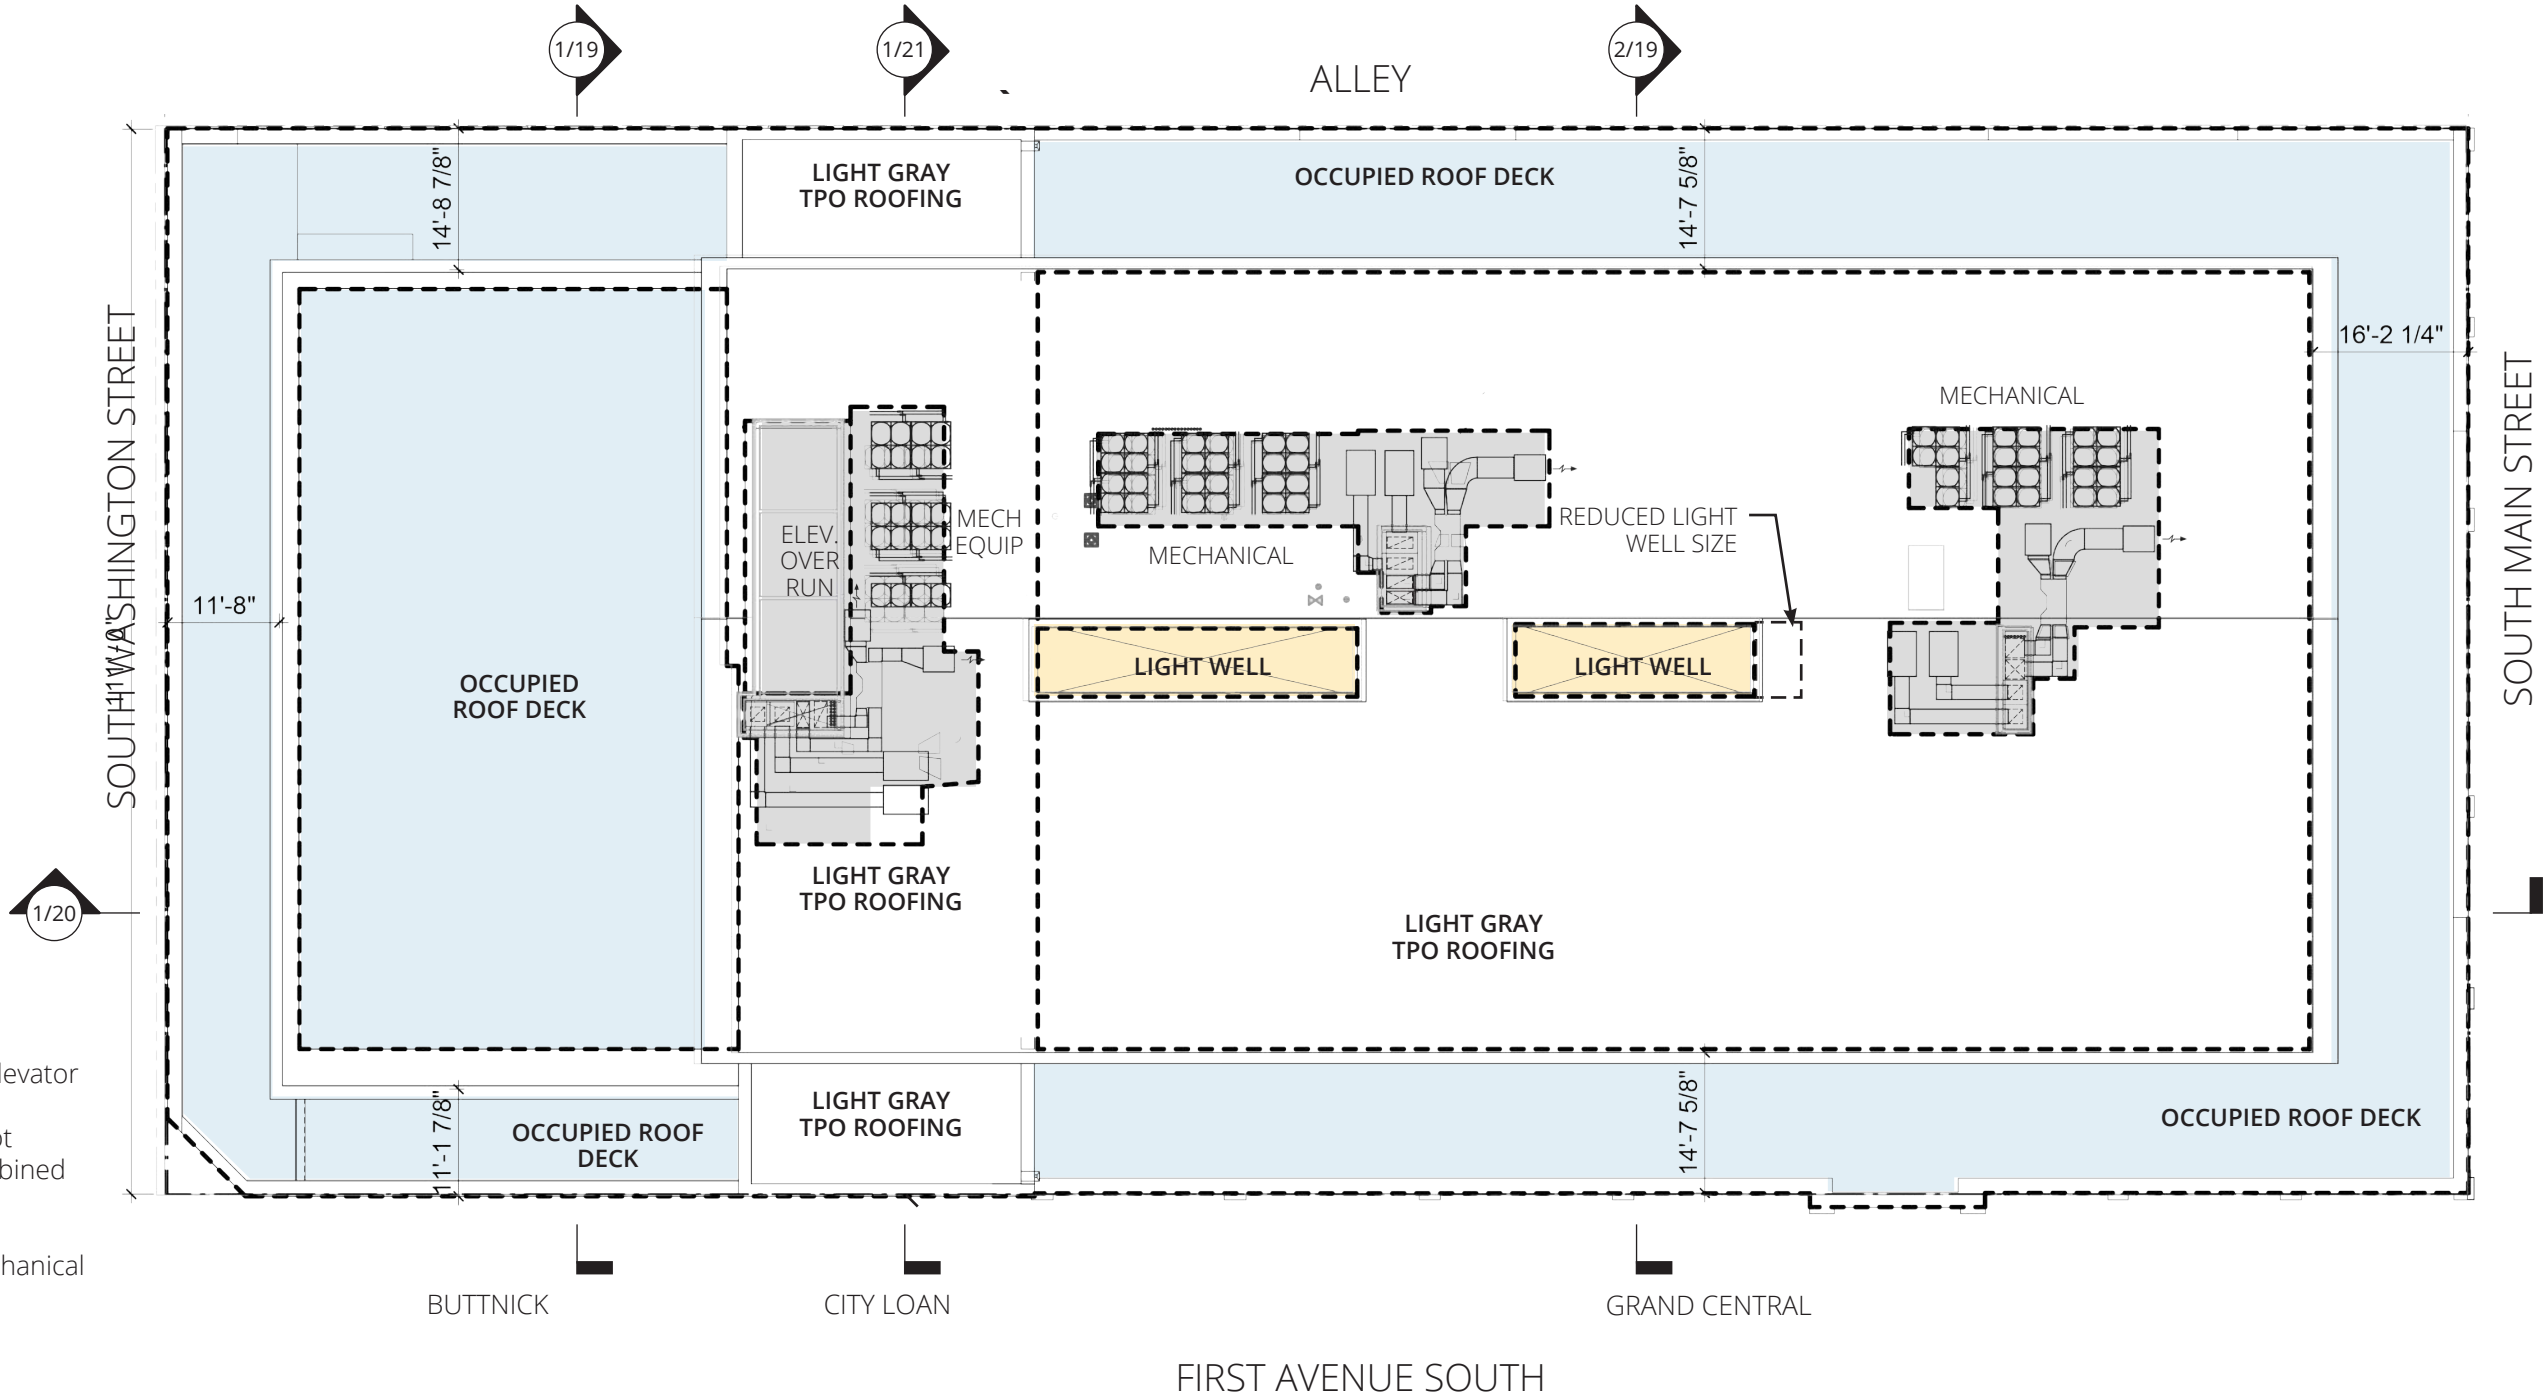 1/19
1/21
2/19
ALLEY
LIGHT GRAY
TPO ROOFING
OCCUPIED ROOF DECK
14'-8 7/8"
14'-7 5/8"
16'-2 1/4"
SOUTH WASHINGTON STREET
SOUTH MAIN STREET
MECHANICAL
ELEV.
OVER
RUN
MECH
EQUIP
MECHANICAL
REDUCED LIGHT
WELL SIZE
11'-8"
LIGHT WELL
LIGHT WELL
OCCUPIED
ROOF DECK
LIGHT GRAY
TPO ROOFING
LIGHT GRAY
TPO ROOFING
1/20
levator
bined
hanical
LIGHT GRAY
TPO ROOFING
OCCUPIED ROOF
DECK
11'-1 7/8"
14'-7 5/8"
OCCUPIED ROOF DECK
BUTTNICK
CITY LOAN
GRAND CENTRAL
FIRST AVENUE SOUTH